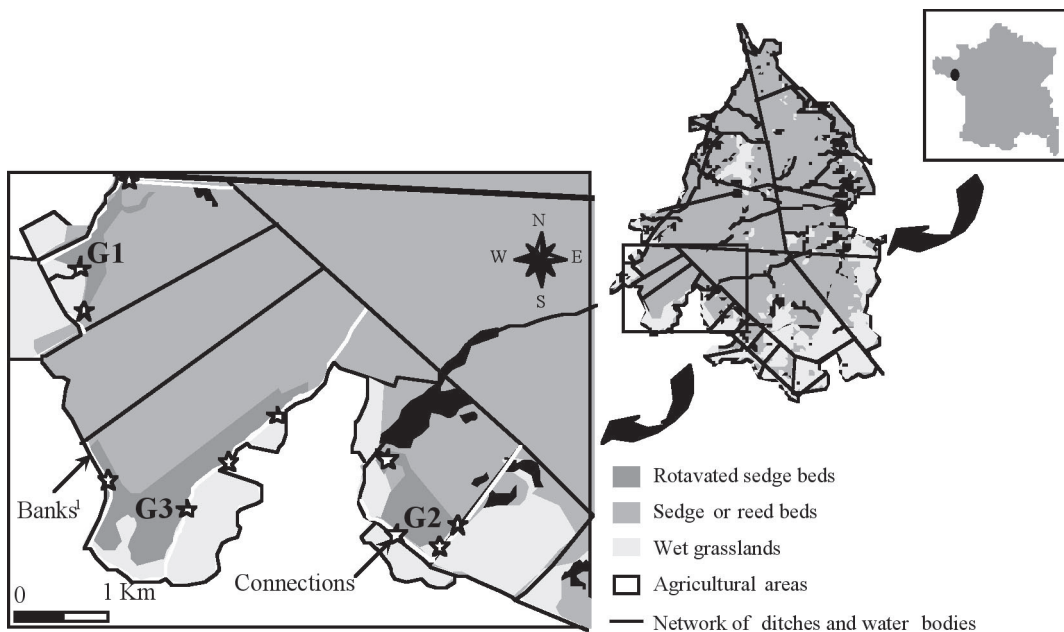 N
W E
S
G1
G3
G2
Banks¹
Connections
0 1 Km
Rotavated sedge beds
Sedge or reed beds
Wet grasslands
Agricultural areas
Network of ditches and water bodies